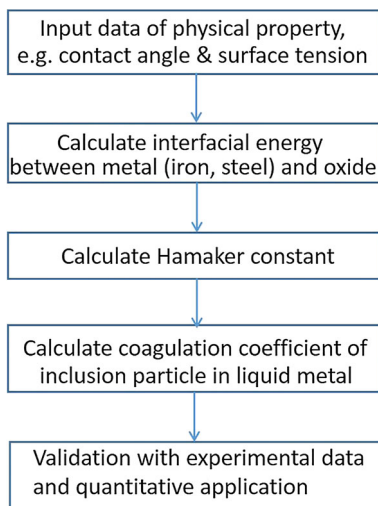 Input data of physical property,
e.g. contact angle & surface tension
Calculate interfacial energy
between metal (iron, steel) and oxide
Calculate Hamaker constant
Calculate coagulation coefficient of
inclusion particle in liquid metal
Validation with experimental data
and quantitative application